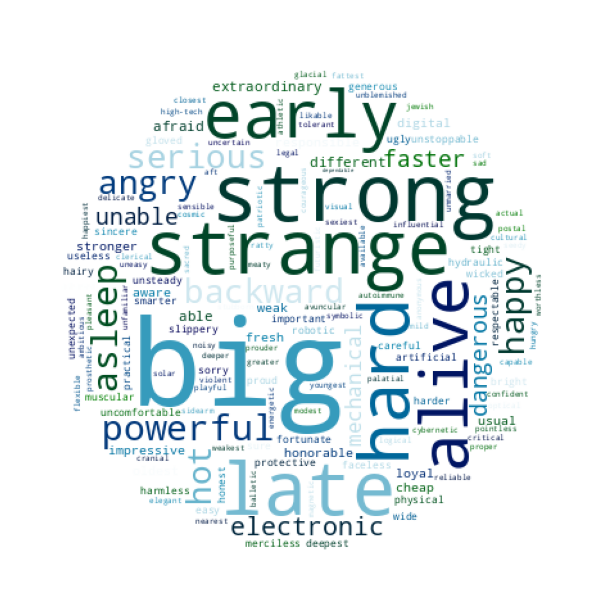 glacial
fattest
extraordinary
generous
closest
athletic
unblemished
high-tech
early
likable
tolerant
jewish
afraid
digital
gloved
uncertain
legal
ugly
unstoppable
serious
different
faster
soft
sad
dependable
angry
aft
strong
courageous
unmarried
delicate
sensible
cosmic
patriotic
visual
sexiest
actual
unable
happiest
sincere
influential
postal
cultural
strange
stronger
useless
clerical
uneasy
sacred
purposeful
ratty
meaty
available
tight
hydraulic
wicked
hairy
asleep
unsteady
backward
avuncular
autoimmune
hard
alive
dangerous
respectable
happy
worthless
aware
smarter
unexpected
ambitious
pleasant
unfamiliar
practical
able
slippery
big
weak
important
symbolic
mild
fresh
robotic
mechanical
careful
artificial
capable
hungry
noisy
deeper
prouder
greater
flexible
prosthetic
solar
sorry
violent
playful
proud
youngest
palatial
bright
confident
muscular
uncomfortable
sidearm
energetic
modest
harder
usual
powerful
weakest
fortunate
logical
cybernetic
pointless
critical
proper
impressive
cranial
hot
honest
honorable
protective
faceless
loyal
reliable
physical
cheap
late
harmless
elegant
balletic
magnetic
easy
nearest
wide
electronic
merciless
deepest